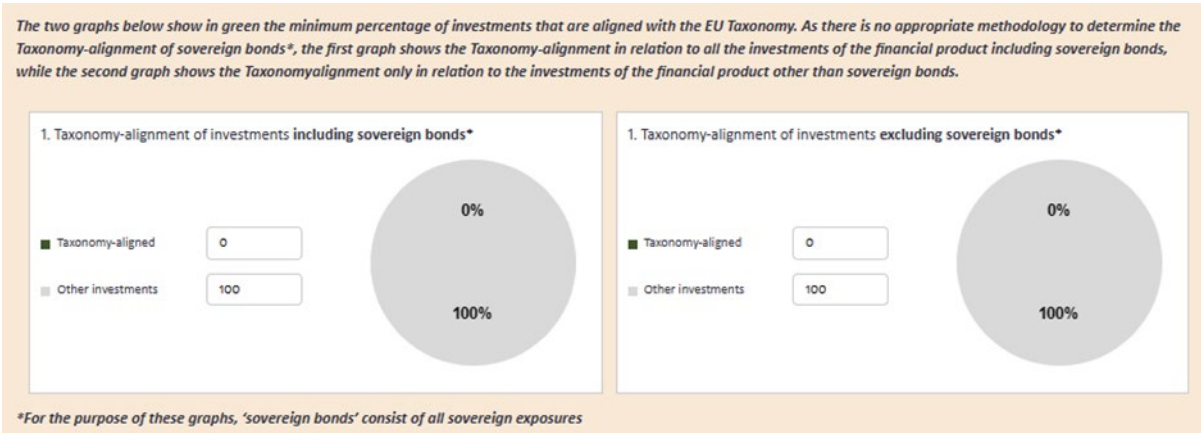 The two graphs below show in green the minimum percentage of investments that are aligned with the EU Taxonomy. As there is no appropriate methodology to determine the
Taxonomy-alignment of sovereign bonds*, the first graph shows the Taxonomy-alignment in relation to all the investments of the financial product including sovereign bonds,
while the second graph shows the Taxonomyalignment only in relation to the investments of the financial product other than sovereign bonds.
1. Taxonomy-alignment of investments including sovereign bonds*
0%
Taxonomy-aligned 0
Other investments 100
100%
1. Taxonomy-alignment of investments excluding sovereign bonds*
0%
Taxonomy-aligned 0
Other investments 100
100%
*For the purpose of these graphs, ‘sovereign bonds’ consist of all sovereign exposures